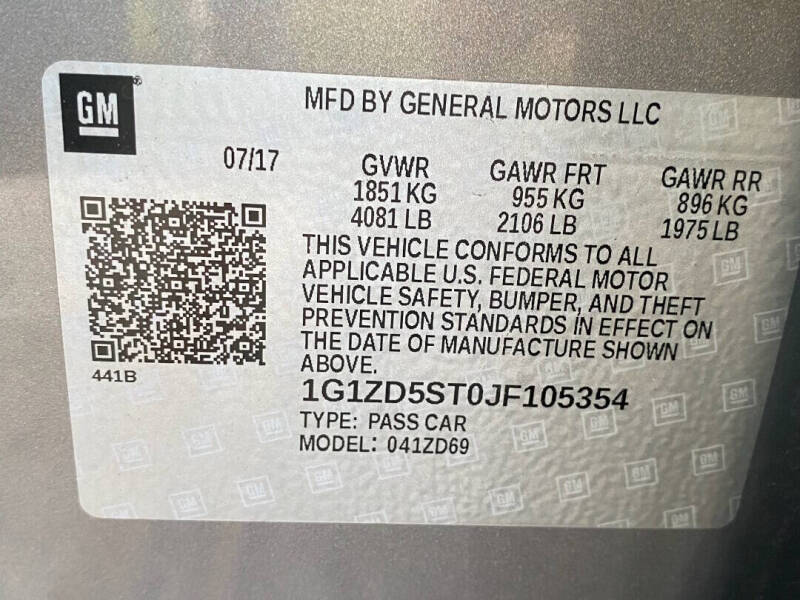 GM
MFD BY GENERAL MOTORS LLC
07/17
GVWR GAWR FRT GAWR RR
1851 KG 955 KG 896 KG
4081 LB 2106 LB 1975 LB
THIS VEHICLE CONFORMS TO ALL
APPLICABLE U.S. FEDERAL MOTOR
VEHICLE SAFETY, BUMPER, AND THEFT
PREVENTION STANDARDS IN EFFECT ON
THE DATE OF MANUFACTURE SHOWN
ABOVE.
441B
1G1ZD5ST0JF105354
TYPE: PASS CAR
MODEL: 041ZD69